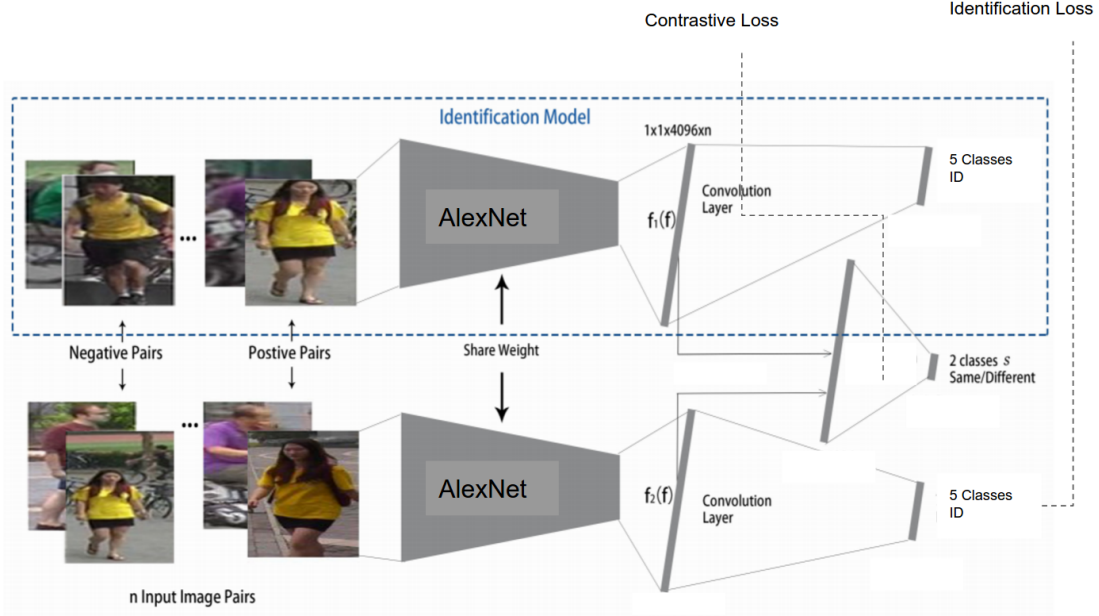 Identification Loss
Contrastive Loss
Identification Model
1x1x4096xn
5 Classes
ID
Convolution
Layer
AlexNet
f₁(f)
...
Negative Pairs
Postive Pairs
Share Weight
2 classes s
Same/Different
...
AlexNet
f₂(f)
Convolution
Layer
5 Classes
ID
n Input Image Pairs